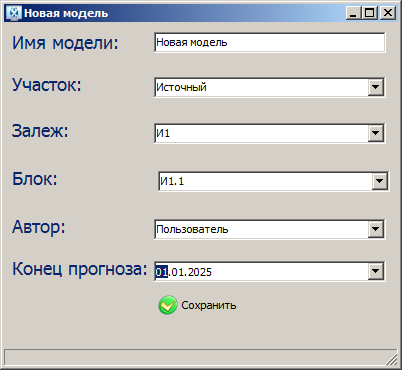 Новая модель
Имя модели: Новая модель
Участок: Источный
Залеж: И1
Блок: И1.1
Автор: Пользователь
Конец прогноза: 01.01.2025
Сохранить